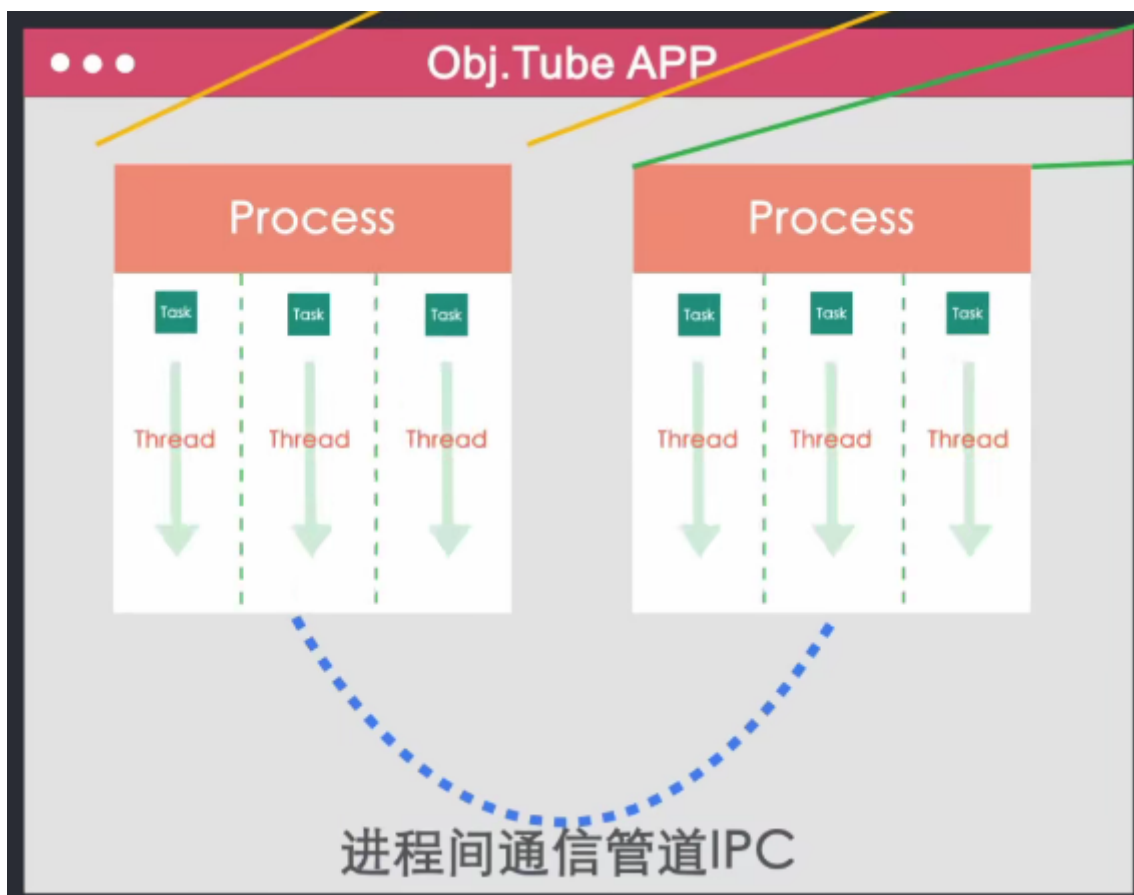 Obj.Tube APP
Process Process
Task Task Task Task Task Task
Thread Thread Thread Thread Thread Thread
进程间通信管道IPC